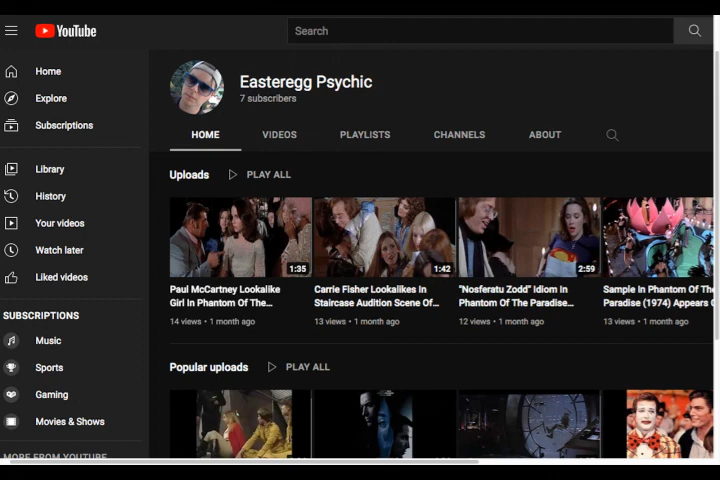 YouTube
Search
Home
Explore
Subscriptions
Library
History
Your videos
Watch later
Liked videos
SUBSCRIPTIONS
Music
Sports
Gaming
Movies & Shows
MORE FROM YOUTUBE
Easteregg Psychic
7 subscribers
HOME VIDEOS PLAYLISTS CHANNELS ABOUT
Uploads PLAY ALL
1:35
Paul McCartney Lookalike
Girl In Phantom Of The...
14 views • 1 month ago
1:42
Carrie Fisher Lookalikes In
Staircase Audition Scene Of...
13 views • 1 month ago
2:59
"Nosferatu Zodd" Idiom In
Phantom Of The Paradise...
12 views • 1 month ago
Sample In Phantom Of The
Paradise (1974) Appears
13 views • 1 month ago
Popular uploads PLAY ALL